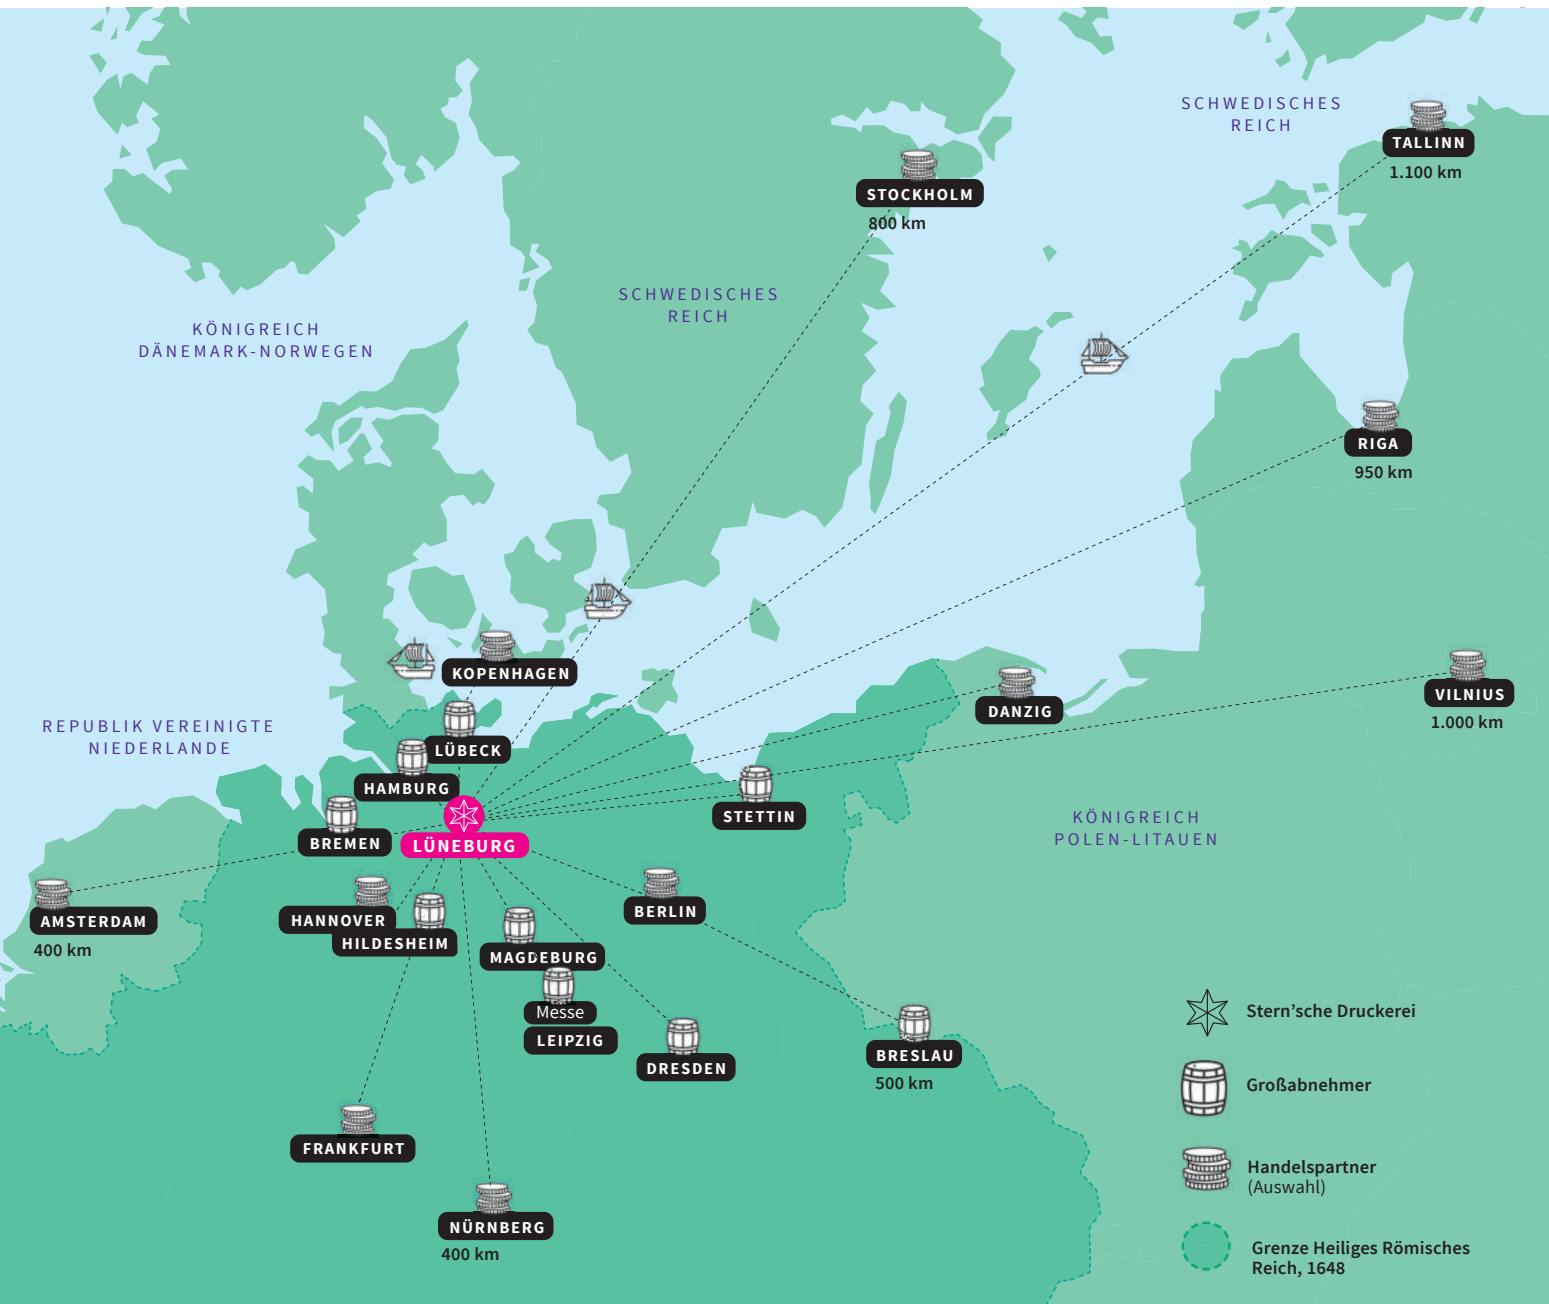 SCHWEDISCHES
REICH
TALLINN
1.100 km
STOCKHOLM
800 km
SCHWEDISCHES
REICH
KÖNIGREICH
DÄNEMARK-NORWEGEN
RIGA
950 km
KOPENHAGEN
VILNIUS
1.000 km
DANZIG
REPUBLIK VEREINIGTE
NIEDERLANDE
LÜBECK
HAMBURG
STETTIN
KÖNIGREICH
POLEN-LITAUEN
BREMEN
LÜNEBURG
AMSTERDAM
400 km
HANNOVER
HILDESHEIM
BERLIN
MAGDEBURG
Messe
LEIPZIG
DRESDEN
BRESLAU
500 km
FRANKFURT
NÜRNBERG
400 km
Stern’sche Druckerei
Großabnehmer
Handelspartner
(Auswahl)
Grenze Heiliges Römisches
Reich, 1648